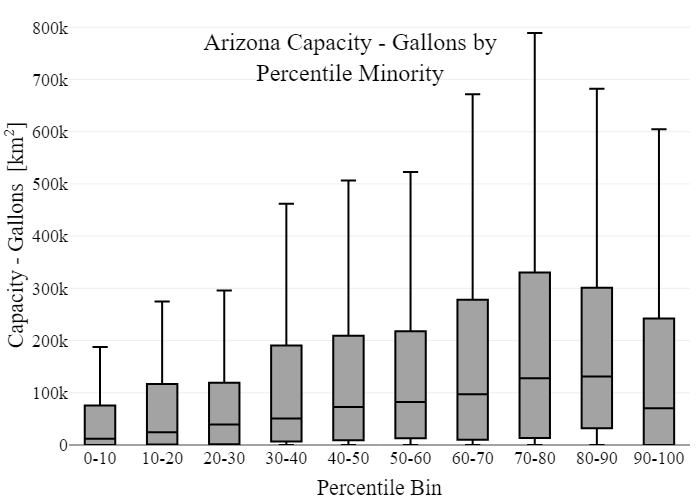 Arizona Capacity - Gallons by
Percentile Minority
Capacity - Gallons [km²]
800k
700k
600k
500k
400k
300k
200k
100k
0
0-10 10-20 20-30 30-40 40-50 50-60 60-70 70-80 80-90 90-100
Percentile Bin